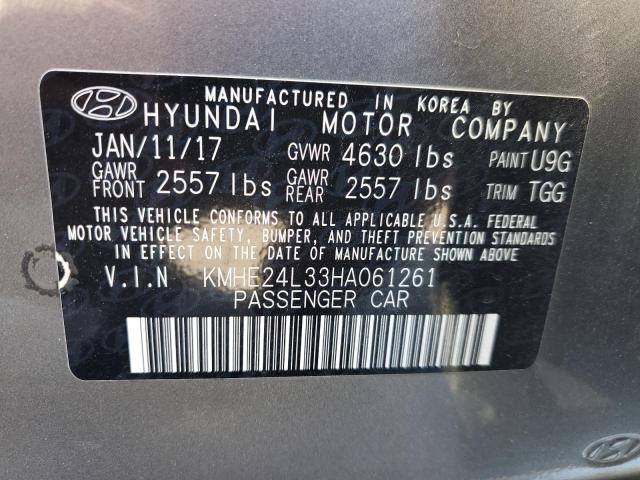 MANUFACTURED IN KOREA BY
HYUNDAI MOTOR COMPANY
JAN/11/17 GVWR 4630 lbs PAINT U9G
GAWR FRONT 2557 lbs GAWR REAR 2557 lbs TRIM TGG
THIS VEHICLE CONFORMS TO ALL APPLICABLE U.S.A. FEDERAL
MOTOR VEHICLE SAFETY, BUMPER, AND THEFT PREVENTION STANDARDS
IN EFFECT ON THE DATE OF MANUFACTURE SHOWN ABOVE
V.I.N KMHE24L33HA061261
PASSENGER CAR